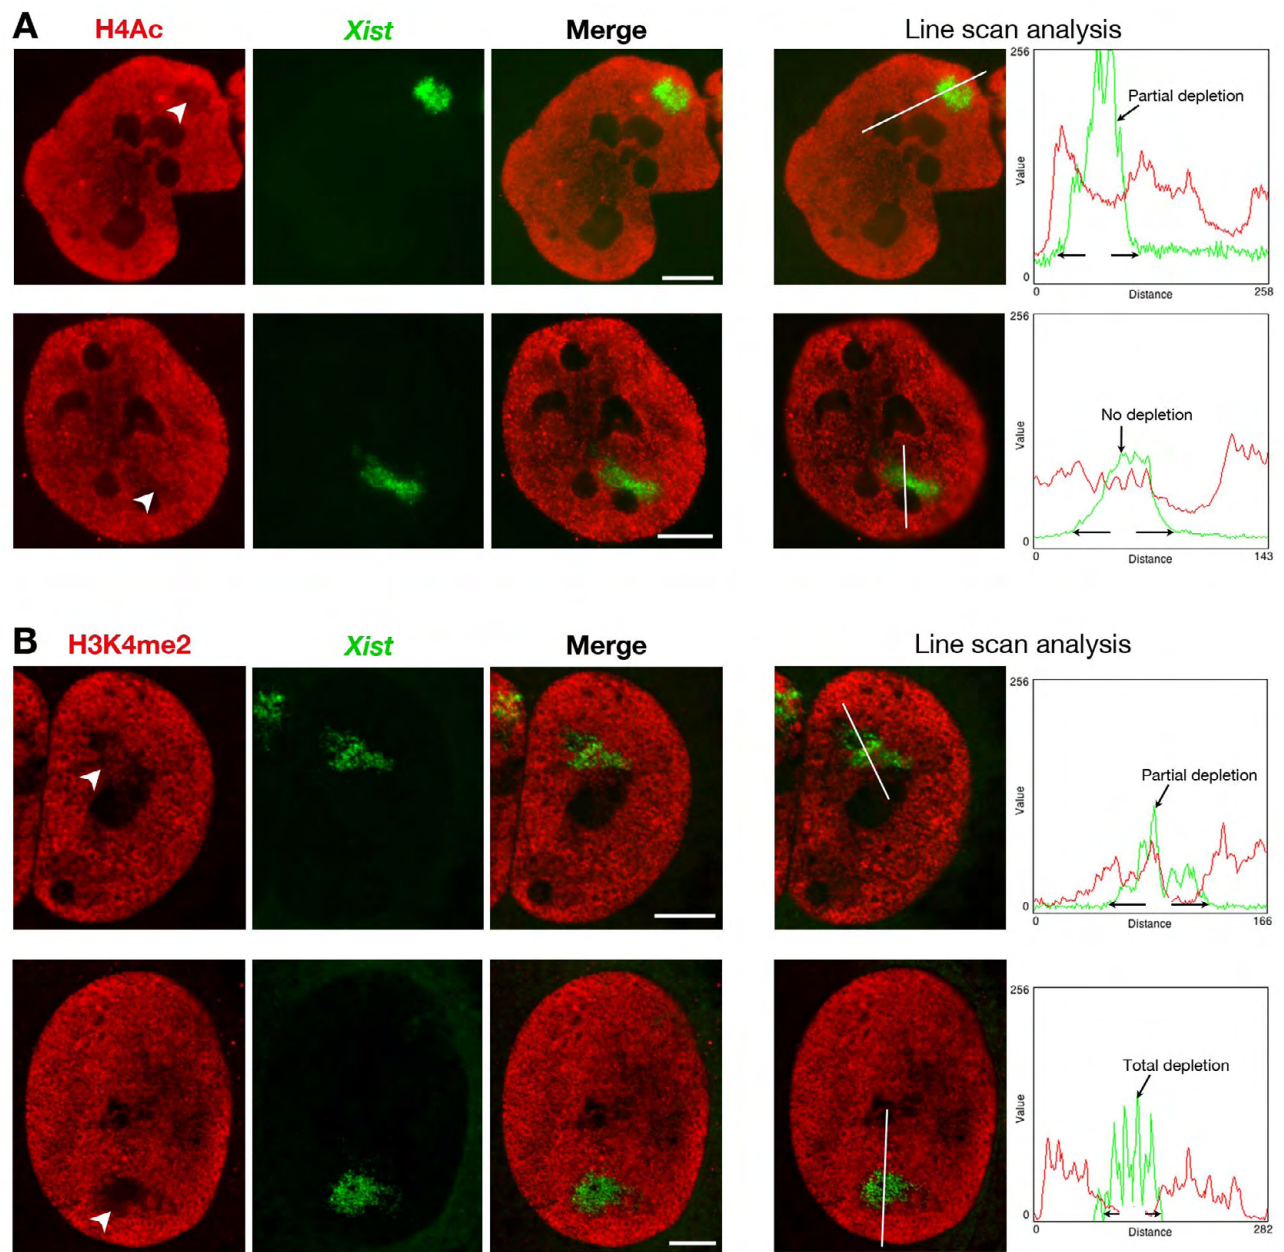 A H4Ac Xist Merge Line scan analysis
256
Partial depletion
Value
0
0 Distance 258
256
No depletion
Value
0
0 Distance 143
B H3K4me2 Xist Merge Line scan analysis
256
Partial depletion
Value
0
0 Distance 166
256
Total depletion
Value
0
0 Distance 282